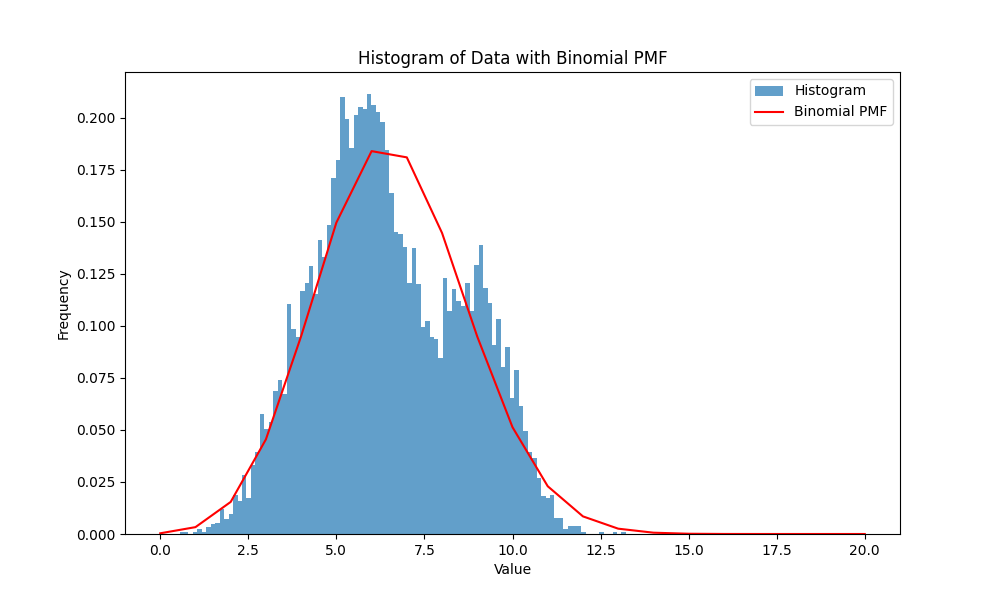 Histogram of Data with Binomial PMF
Histogram
Binomial PMF
Frequency
0.200
0.175
0.150
0.125
0.100
0.075
0.050
0.025
0.000
0.0 2.5 5.0 7.5 10.0 12.5 15.0 17.5 20.0
Value